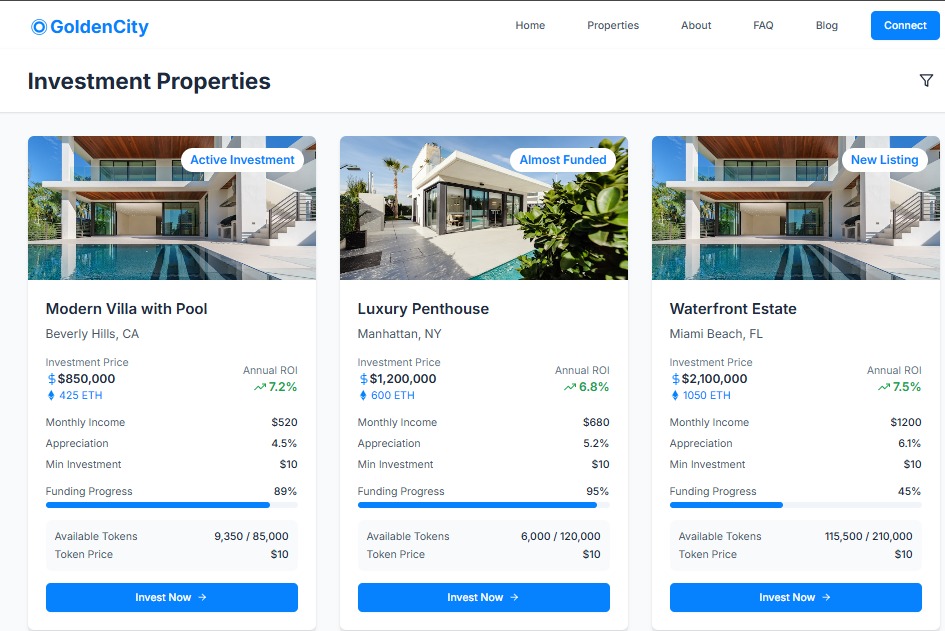 GoldenCity
Home Properties About FAQ Blog Connect
Investment Properties
Active Investment
Modern Villa with Pool
Beverly Hills, CA
Investment Price
$850,000
425 ETH
Annual ROI
7.2%
Monthly Income $520
Appreciation 4.5%
Min Investment $10
Funding Progress 89%
Available Tokens 9,350 / 85,000
Token Price $10
Invest Now →
Almost Funded
Luxury Penthouse
Manhattan, NY
Investment Price
$1,200,000
600 ETH
Annual ROI
6.8%
Monthly Income $680
Appreciation 5.2%
Min Investment $10
Funding Progress 95%
Available Tokens 6,000 / 120,000
Token Price $10
Invest Now →
New Listing
Waterfront Estate
Miami Beach, FL
Investment Price
$2,100,000
1050 ETH
Annual ROI
7.5%
Monthly Income $1200
Appreciation 6.1%
Min Investment $10
Funding Progress 45%
Available Tokens 115,500 / 210,000
Token Price $10
Invest Now →